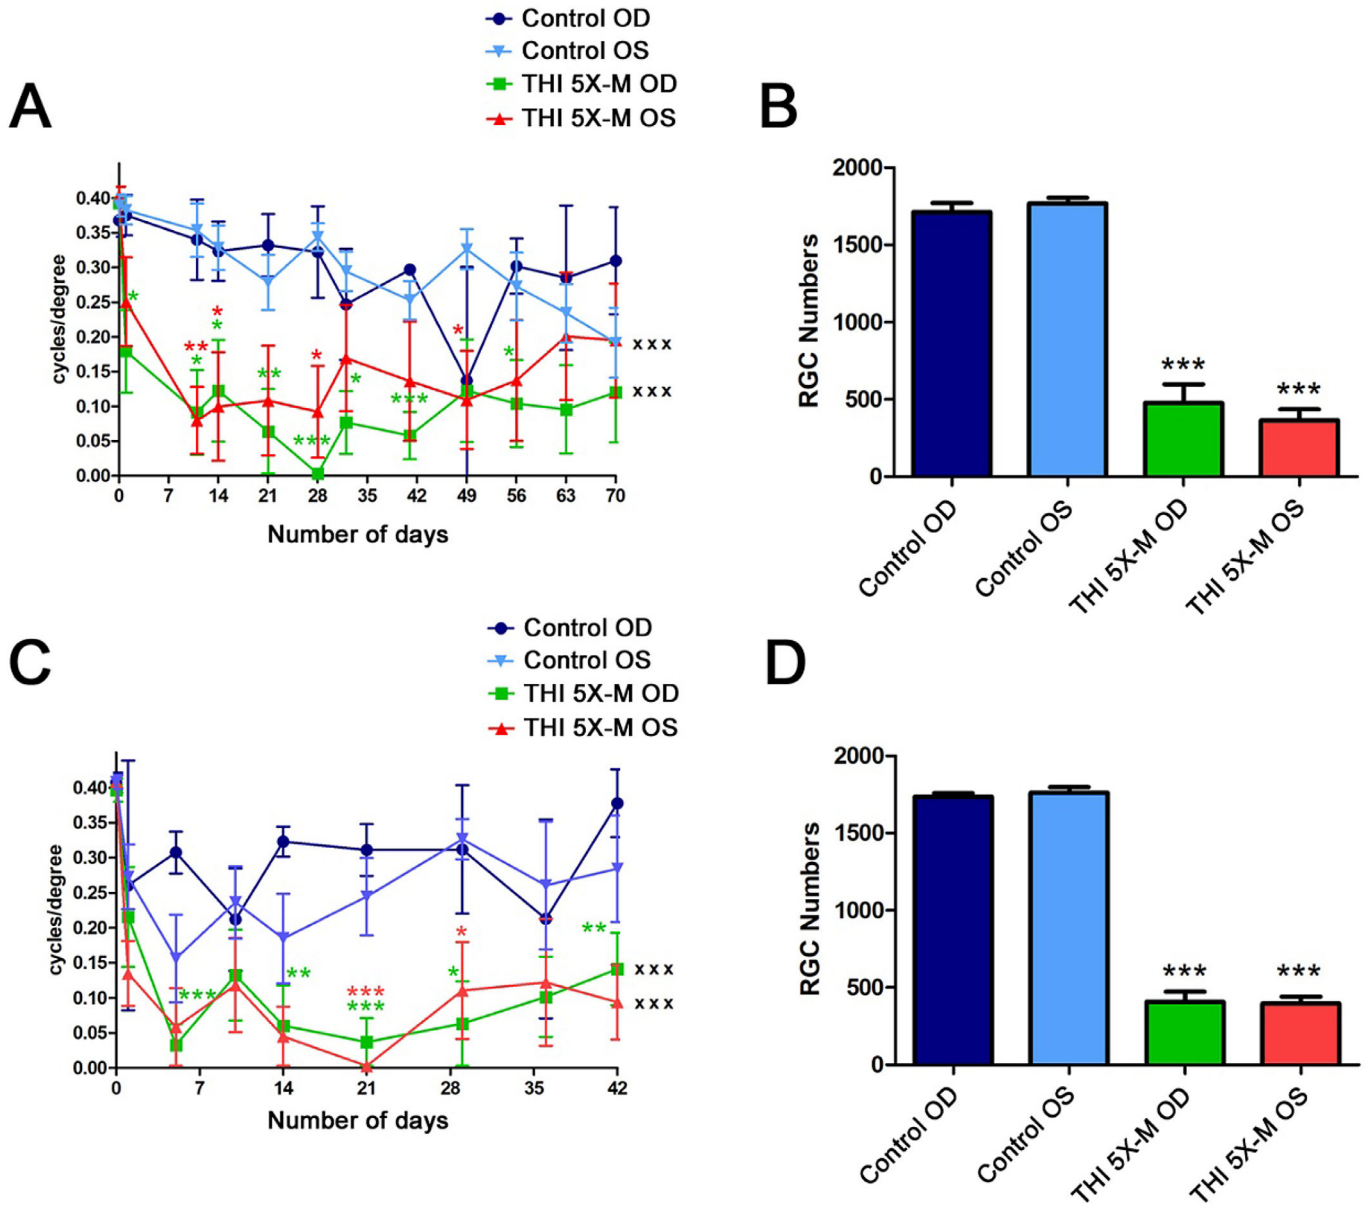 Control OD
Control OS
THI 5X-M OD
THI 5X-M OS
A
B
cycles/degree
0.40
0.35
0.30
0.25
0.20
0.15
0.10
0.05
0.00
*
**
*
*
*
**
*
***
*
***
*
*
xxx
xxx
0 7 14 21 28 35 42 49 56 63 70
Number of days
RGC Numbers
2000
1500
1000
500
0
***
***
Control OD
Control OS
THI 5X-M OD
THI 5X-M OS
Control OD
Control OS
THI 5X-M OD
THI 5X-M OS
C
D
cycles/degree
0.40
0.35
0.30
0.25
0.20
0.15
0.10
0.05
0.00
***
**
***
***
*
*
**
xxx
xxx
0 7 14 21 28 35 42
Number of days
RGC Numbers
2000
1500
1000
500
0
***
***
Control OD
Control OS
THI 5X-M OD
THI 5X-M OS